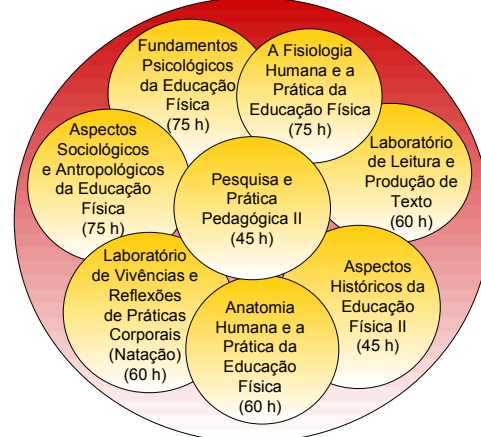 Fundamentos
Psicológicos
da Educação
Física
(75 h)
A Fisiologia
Humana e a
Prática da
Educação Física
(75 h)
Aspectos
Sociológicos
e Antropológicos
da Educação
Física
(75 h)
Pesquisa e
Prática
Pedagógica II
(45 h)
Laboratório
de Leitura e
Produção de
Texto
(60 h)
Laboratório
de Vivências e
Reflexões
de Práticas
Corporais
(Natação)
(60 h)
Anatomia
Humana e a
Prática da
Educação
Física
(60 h)
Aspectos
Históricos da
Educação
Física II
(45 h)